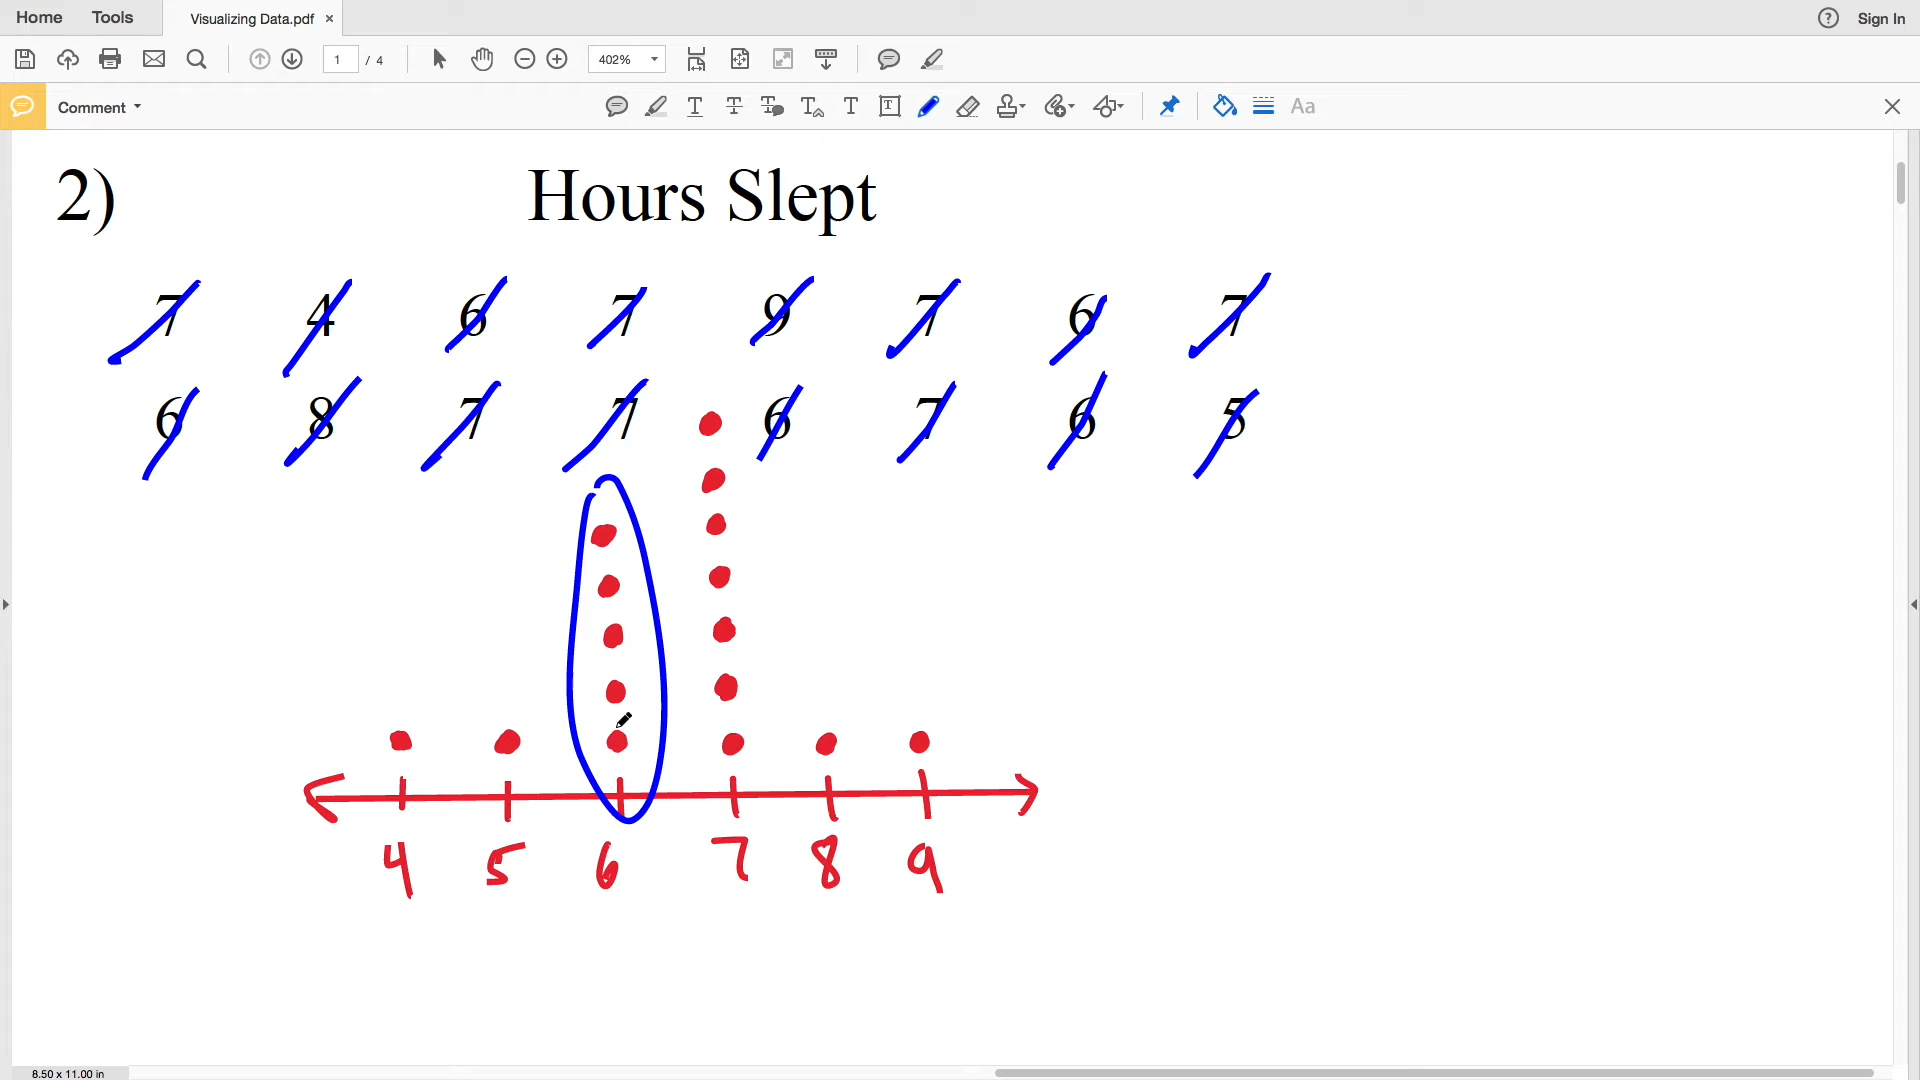 Home Tools Visualizing Data.pdf × ? Sign In
1 / 4 402%
Comment T T T T T T Aa
2) Hours Slept
7 4 6 7 9 7 6 7
6 8 7 7 6 7 6 5
4 5 6 7 8 9
8.50 x 11.00 in